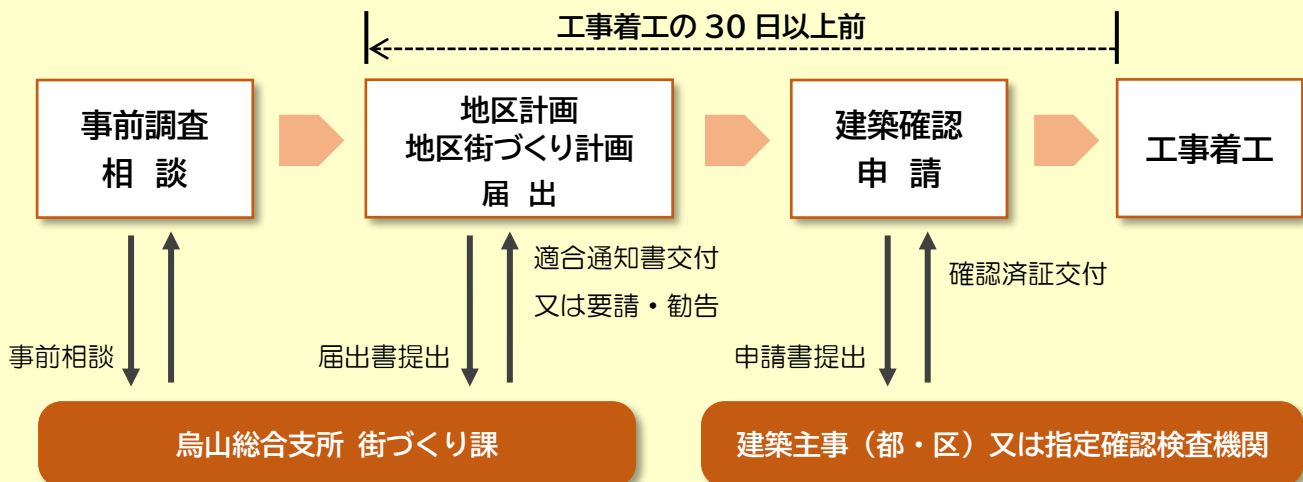 工事着工の 30 日以上前
事前調査
相 談
地区計画
地区街づくり計画
届 出
建築確認
申 請
工事着工
事前相談
届出書提出
適合通知書交付
又は要請・勧告
申請書提出
確認済証交付
烏山総合支所 街づくり課
建築主事（都・区）又は指定確認検査機関